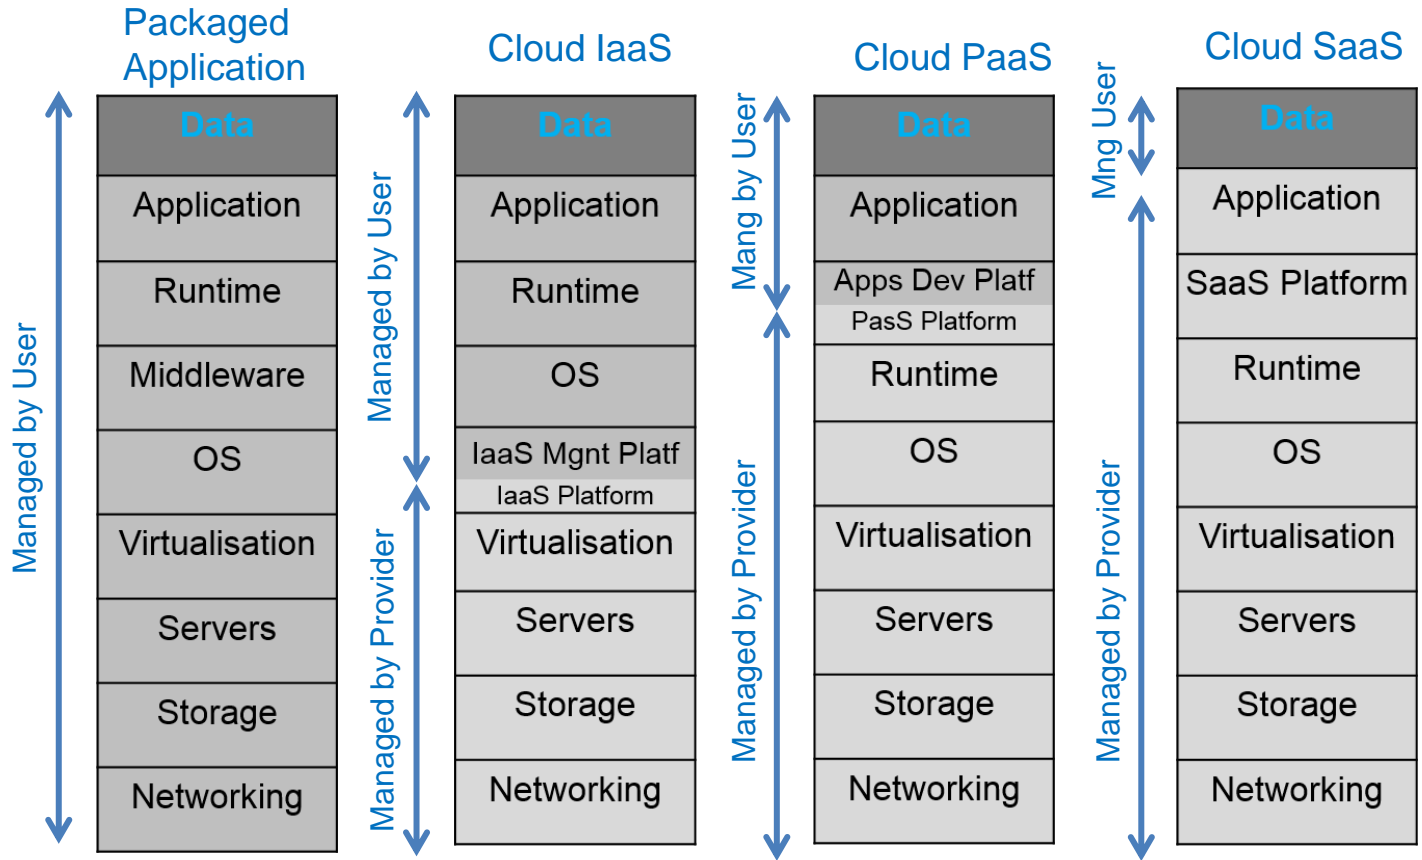 Packaged
Application
Managed by User
Data
Application
Runtime
Middleware
OS
Virtualisation
Servers
Storage
Networking
Cloud IaaS
Managed by User
Managed by Provider
Data
Application
Runtime
OS
IaaS Mgnt Platf
IaaS Platform
Virtualisation
Servers
Storage
Networking
Cloud PaaS
Mang by User
Managed by Provider
Data
Application
Apps Dev Platf
PasS Platform
Runtime
OS
Virtualisation
Servers
Storage
Networking
Cloud SaaS
Mng User
Managed by Provider
Data
Application
SaaS Platform
Runtime
OS
Virtualisation
Servers
Storage
Networking